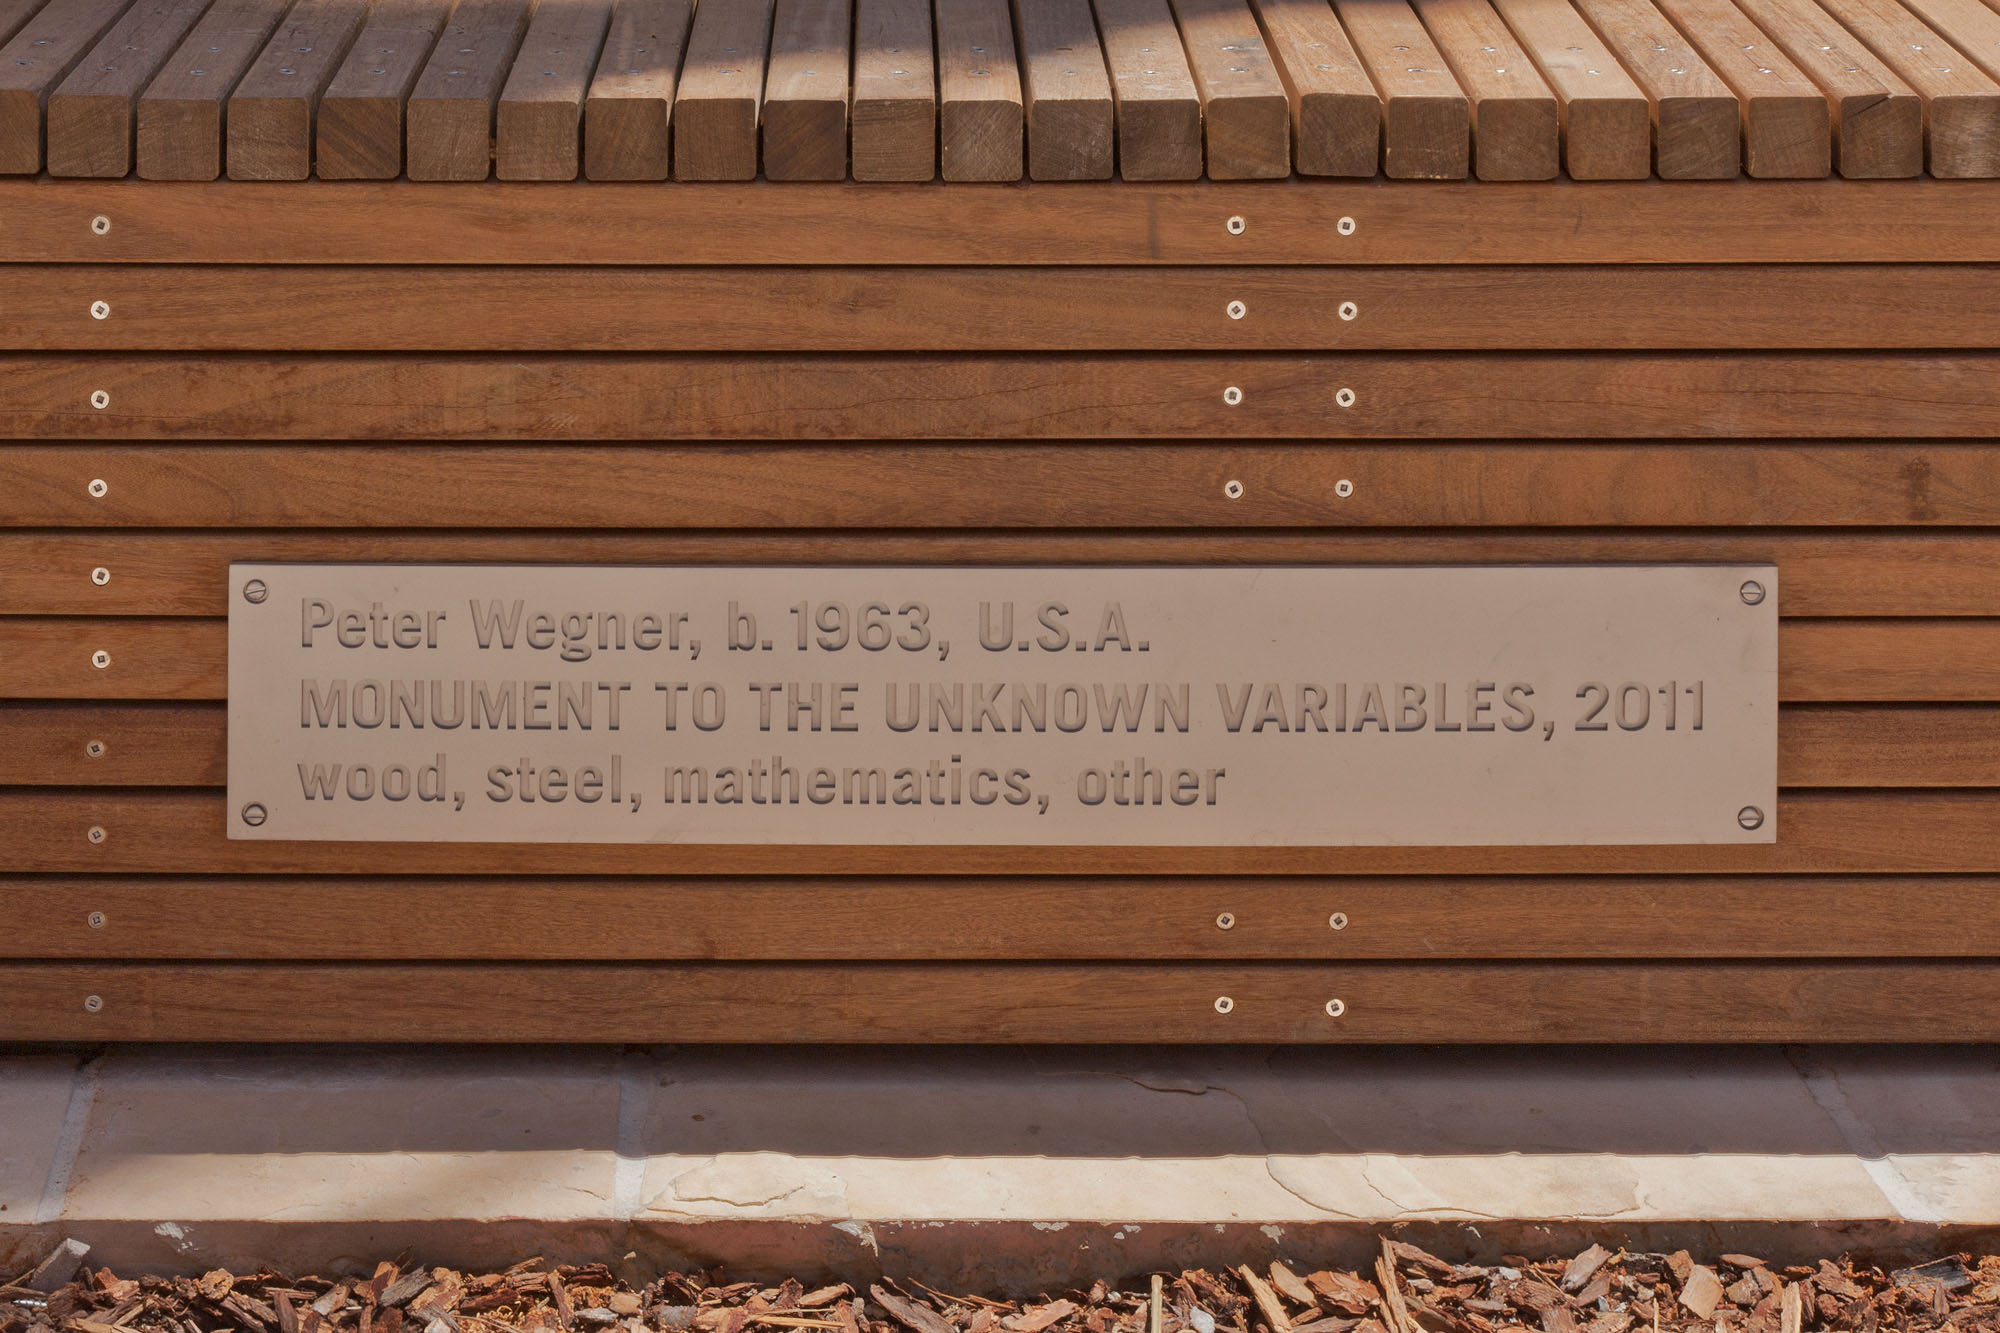 Peter Wegner, b. 1963, U.S.A.
MONUMENT TO THE UNKNOWN VARIABLES, 2011
wood, steel, mathematics, other